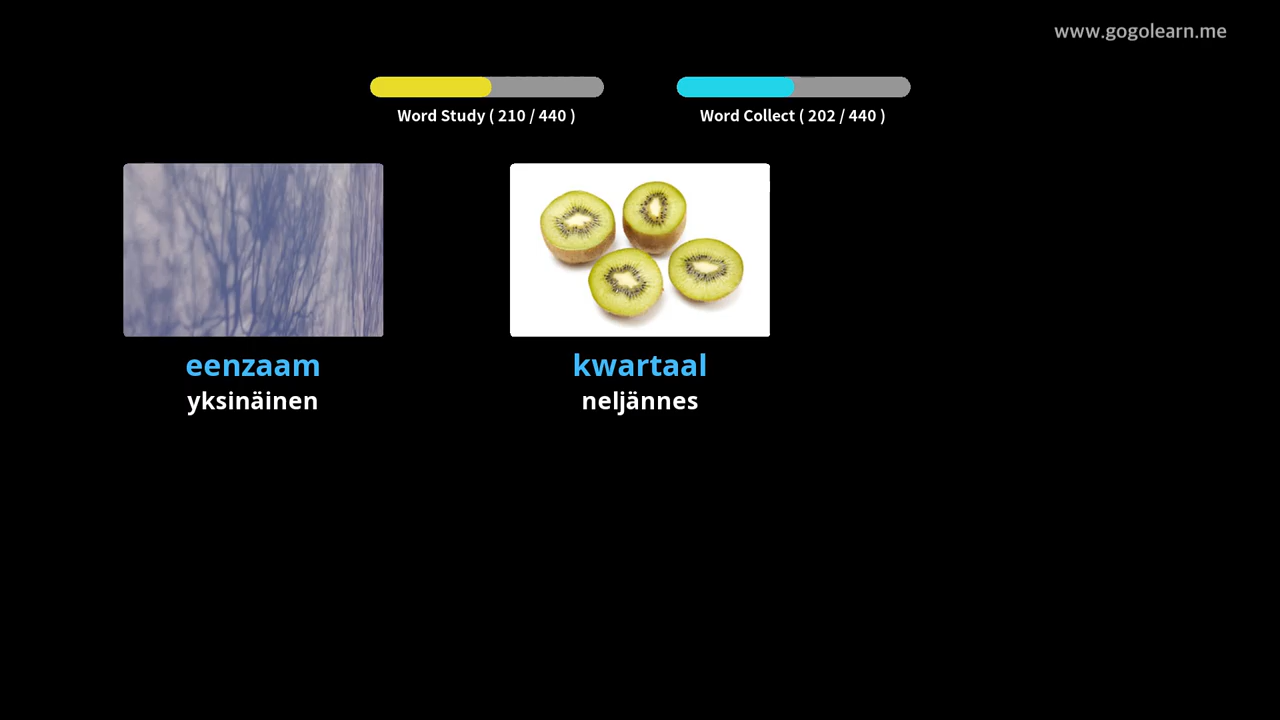 www.gogolearn.me
Word Study ( 210 / 440 )
Word Collect ( 202 / 440 )
eenzaam
yksinäinen
kwartaal
neljännes